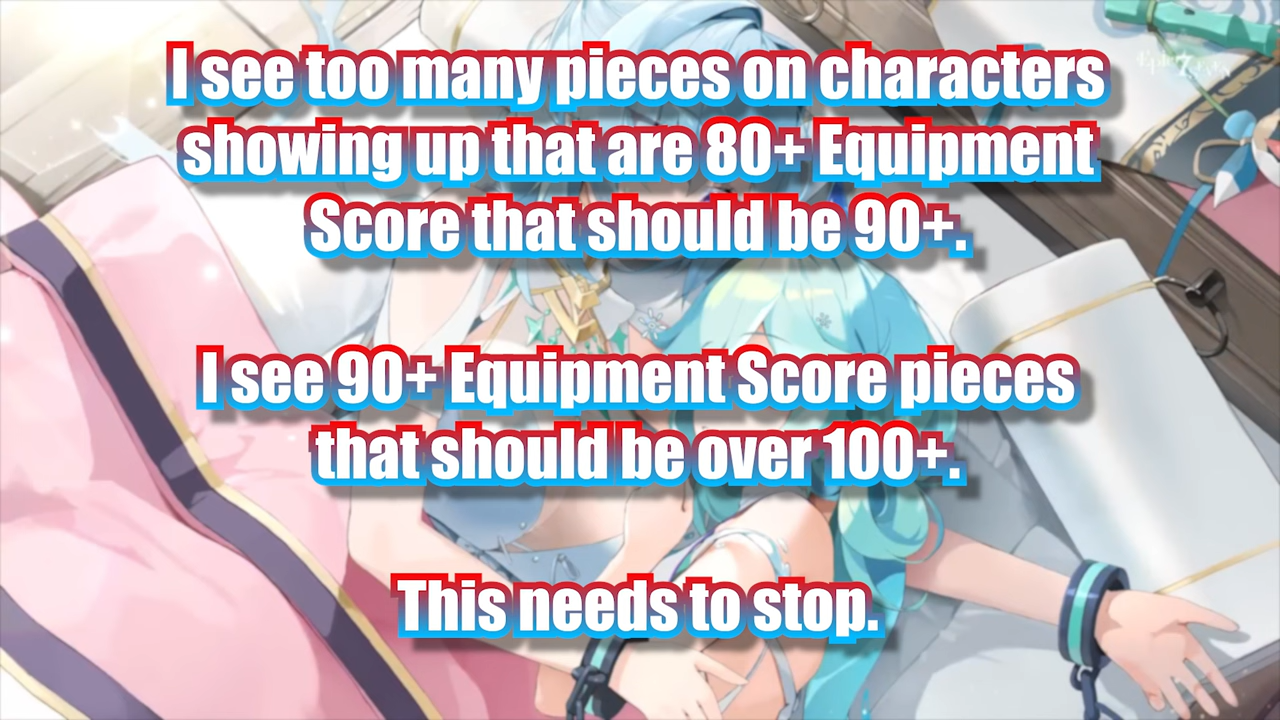 I see too many pieces on characters
showing up that are 80+ Equipment
Score that should be 90+.
I see 90+ Equipment Score pieces
that should be over 100+.
This needs to stop.